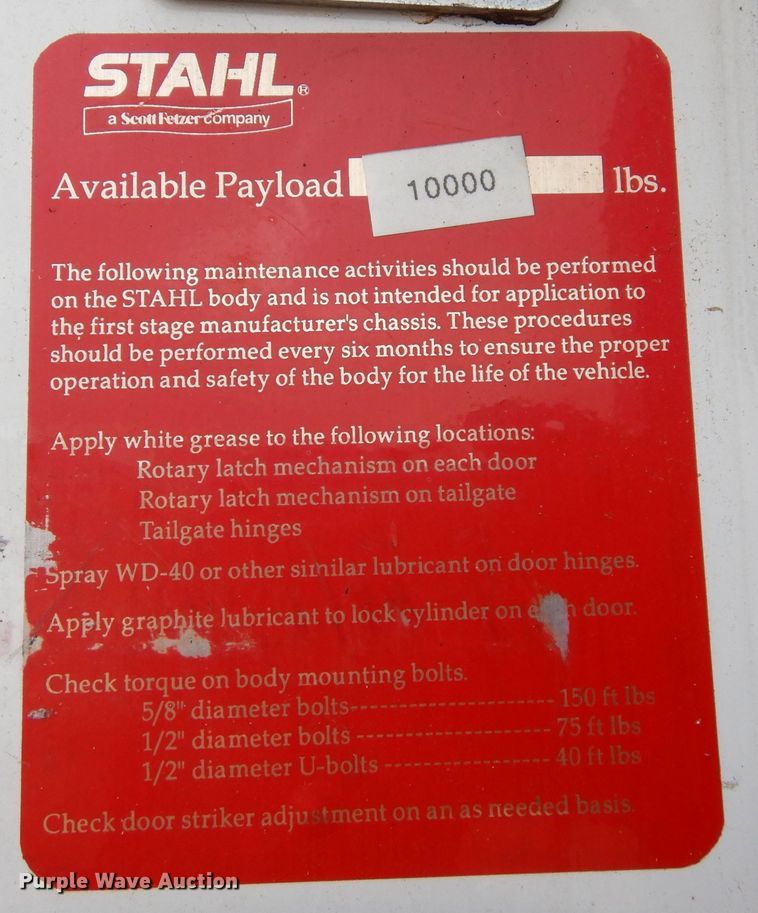 STAHL®
a Scott Fetzer company
Available Payload 10000 lbs.
The following maintenance activities should be performed
on the STAHL body and is not intended for application to
the first stage manufacturer's chassis. These procedures
should be performed every six months to ensure the proper
operation and safety of the body for the life of the vehicle.
Apply white grease to the following locations:
Rotary latch mechanism on each door
Rotary latch mechanism on tailgate
Tailgate hinges
Spray WD-40 or other similar lubricant on door hinges.
Apply graphite lubricant to lock cylinder on each door.
Check torque on body mounting bolts.
5/8" diameter bolts-------------------- 150 ft lbs
1/2" diameter bolts ------------------- 75 ft lbs
1/2" diameter U-bolts ---------------- 40 ft lbs
Check door striker adjustment on an as needed basis.
Purple Wave Auction